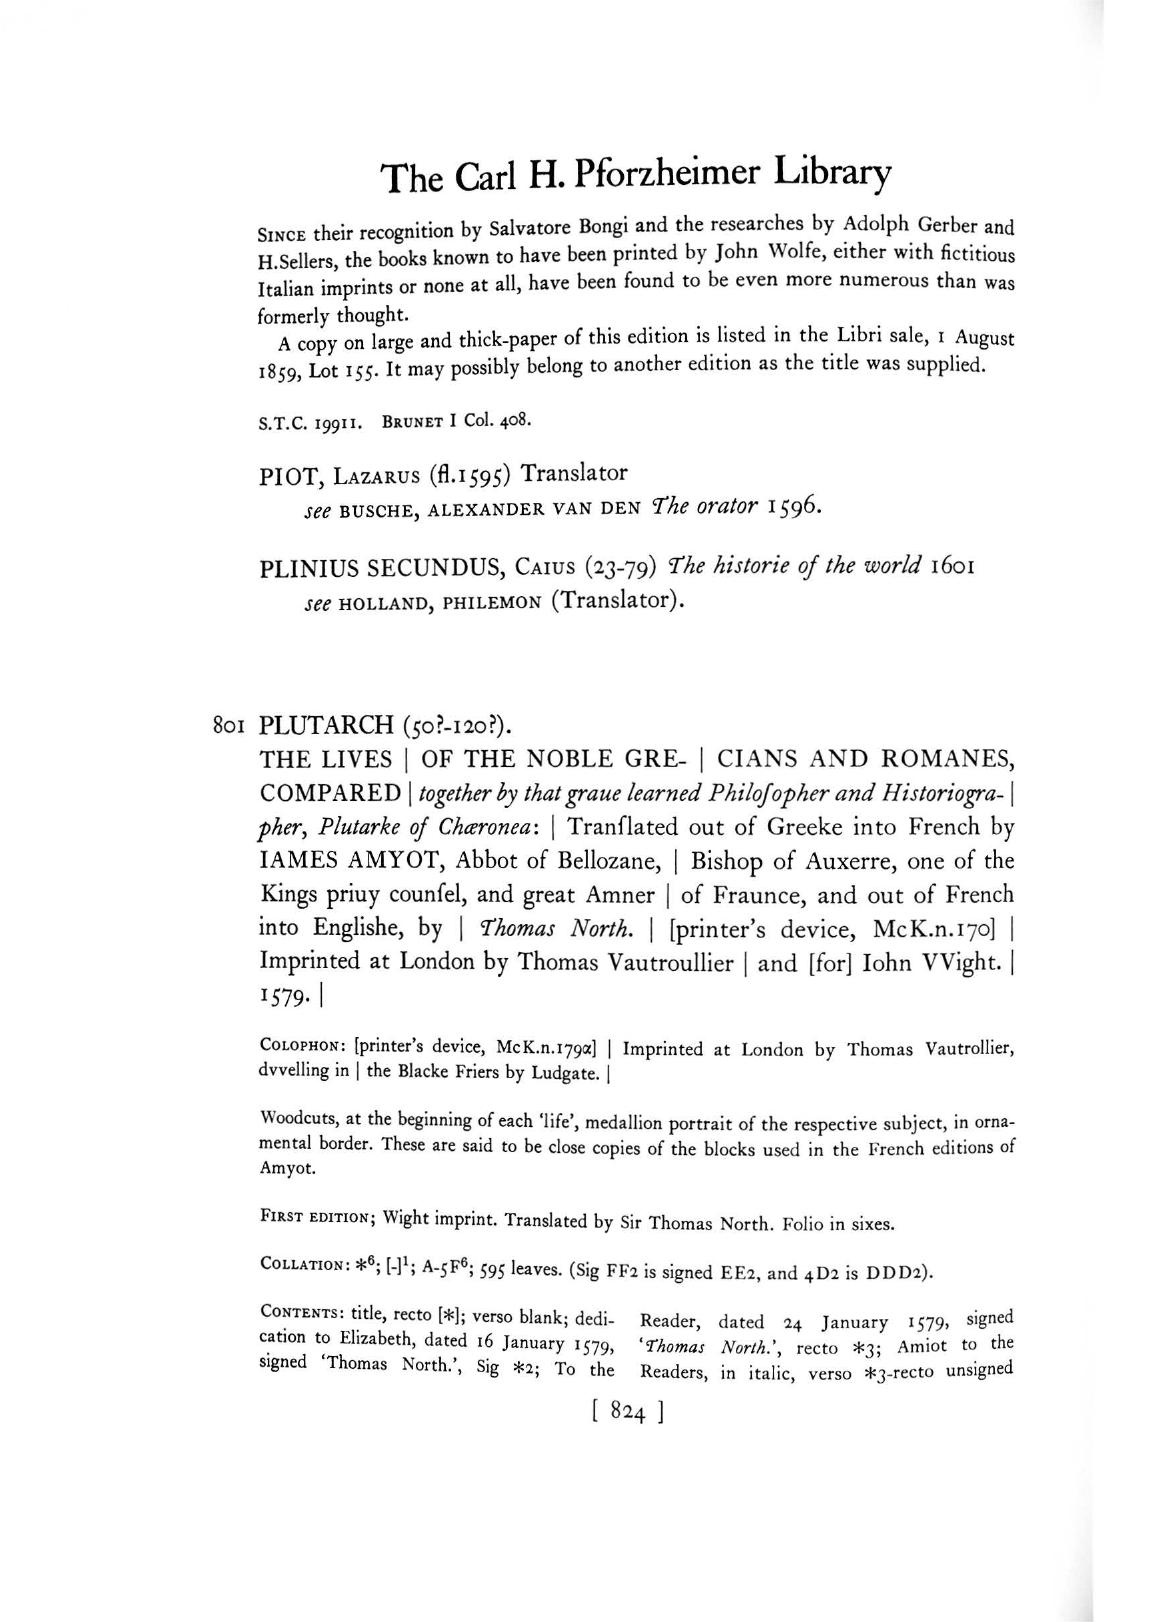 The Carl H. Pforzheimer Library
SINCE their recognition by Salvatore Bongi and the researches by Adolph Gerber and
H.Sellers, the books known to have been printed by John Wolfe, either with fictitious
Italian imprints or none at all, have been found to be even more numerous than was
formerly thought.
A copy on large and thick-paper of this edition is listed in the Libri sale, 1 August
1859, Lot 155. It may possibly belong to another edition as the title was supplied.
S.T.C. 19911. BRUNET I Col. 408.
PIOT, LAZARUS (fl.1595) Translator
see BUSCHE, ALEXANDER VAN DEN The orator 1596.
PLINIUS SECUNDUS, CAIUS (23-79) The historie of the world 1601
see HOLLAND, PHILEMON (Translator).
801 PLUTARCH (50?-120?).
THE LIVES | OF THE NOBLE GRE- | CIANS AND ROMANES,
COMPARED | together by that graue learned Philoſopher and Historiogra- |
pher, Plutarke of Chæronea: | Tranſlated out of Greeke into French by
IAMES AMYOT, Abbot of Bellozane, | Bishop of Auxerre, one of the
Kings priuy counſel, and great Amner | of Fraunce, and out of French
into Englishe, by | Thomas North. | [printer's device, McK.n.170] |
Imprinted at London by Thomas Vautroullier | and [for] Iohn VVight. |
1579. |
COLOPHON: [printer's device, McK.n.179α] | Imprinted at London by Thomas Vautrollier,
dvvelling in | the Blacke Friers by Ludgate. |
Woodcuts, at the beginning of each 'life', medallion portrait of the respective subject, in orna-
mental border. These are said to be close copies of the blocks used in the French editions of
Amyot.
FIRST EDITION; Wight imprint. Translated by Sir Thomas North. Folio in sixes.
COLLATION: *⁶; [-]¹; A-5F⁶; 595 leaves. (Sig FF2 is signed EE2, and 4D2 is DDD2).
CONTENTS: title, recto [*]; verso blank; dedi-
cation to Elizabeth, dated 16 January 1579,
signed 'Thomas North.', Sig *2; To the
Reader, dated 24 January 1579, signed
'Thomas North.', recto *3; Amiot to the
Readers, in italic, verso *3-recto unsigned
[ 824 ]